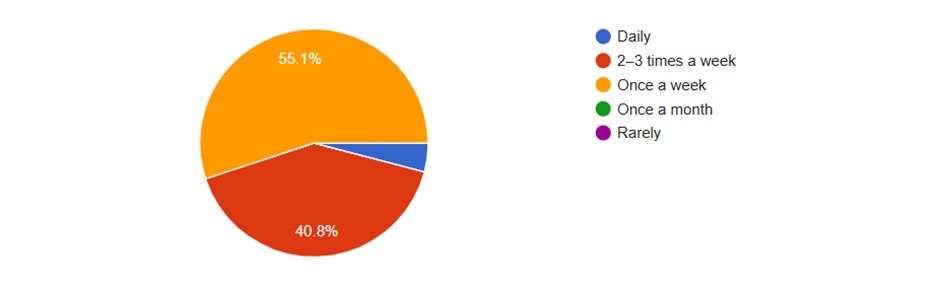 55.1%
40.8%
Daily
2–3 times a week
Once a week
Once a month
Rarely